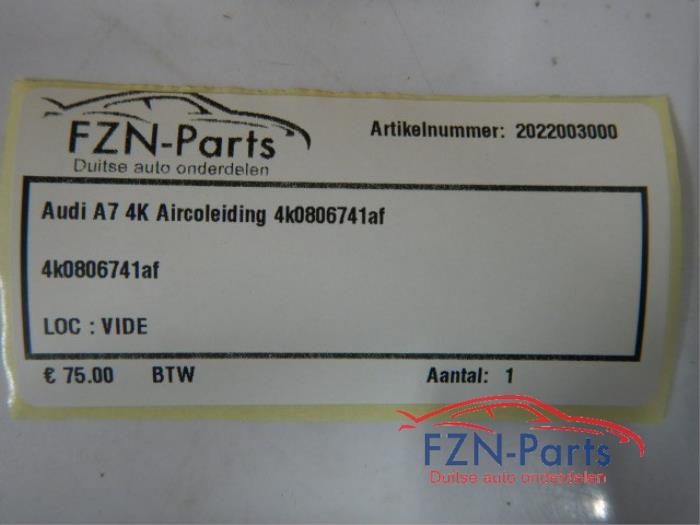 FZN-Parts
Duitse auto onderdelen
Artikelnummer: 2022003000
Audi A7 4K Aircoleiding 4k0806741af
4k0806741af
LOC : VIDE
€ 75.00 BTW Aantal: 1
FZN-Parts
Duitse auto onderdelen